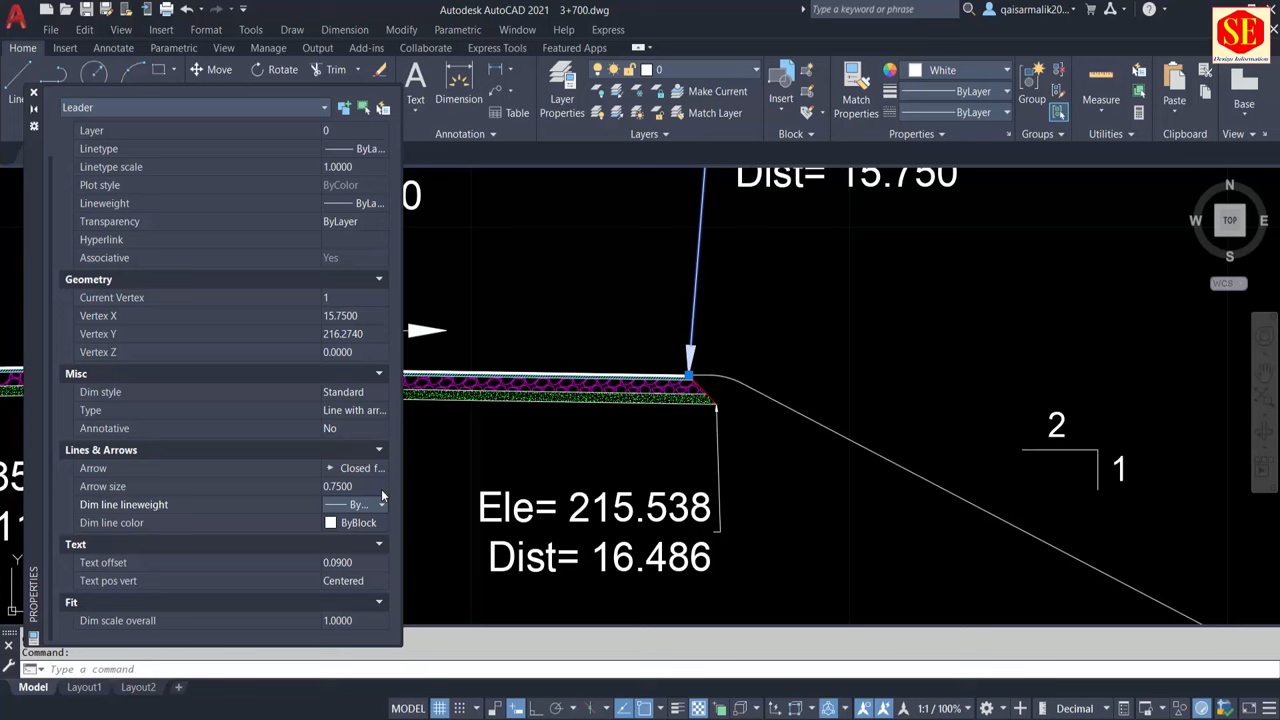 Autodesk AutoCAD 2021 3+700.dwg
Type a keyword or phrase
qaisarmalik20...
SE
Design Information
File Edit View Insert Format Tools Draw Dimension Modify Parametric Window Help Express
Home Insert Annotate Parametric View Manage Output Add-ins Collaborate Express Tools Featured Apps
Move Rotate Trim
Text Dimension
Table
Annotation
Layer Properties
0
Make Current
Match Layer
Layers
Insert
Block
Match Properties
White
ByLayer
ByLayer
Properties
Group
Groups
Measure
Utilities
Paste
Clipboard
Base
View
Leader
Layer 0
Linetype ByLa...
Linetype scale 1.0000
Plot style ByColor
Lineweight ByLa...
Transparency ByLayer
Hyperlink
Associative Yes
Geometry
Current Vertex 1
Vertex X 15.7500
Vertex Y 216.2740
Vertex Z 0.0000
Misc
Dim style Standard
Type Line with arr...
Annotative No
Lines & Arrows
Arrow Closed f...
Arrow size 0.7500
Dim line lineweight By...
Dim line color ByBlock
Text
Text offset 0.0900
Text pos vert Centered
Fit
Dim scale overall 1.0000
PROPERTIES
Dist= 15.750
0
N
W TOP E
S
WCS
2
1
Ele= 215.538
Dist= 16.486
Y
Command:
Type a command
Model Layout1 Layout2 +
MODEL 1:1 / 100% Decimal